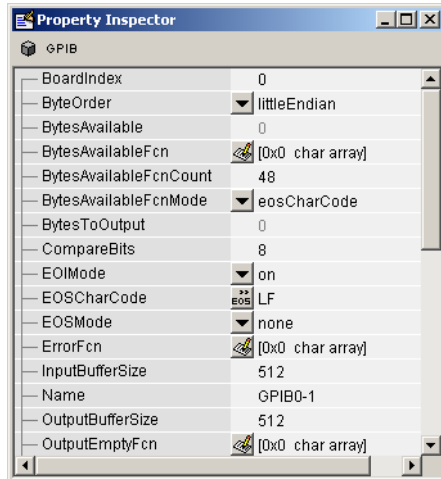 Property Inspector
GPIB
BoardIndex 0
ByteOrder littleEndian
BytesAvailable 0
BytesAvailableFcn [0x0 char array]
BytesAvailableFcnCount 48
BytesAvailableFcnMode eosCharCode
BytesToOutput 0
CompareBits 8
EOIMode on
EOSCharCode EOS LF
EOSMode none
ErrorFcn [0x0 char array]
InputBufferSize 512
Name GPIB0-1
OutputBufferSize 512
OutputEmptyFcn [0x0 char array]